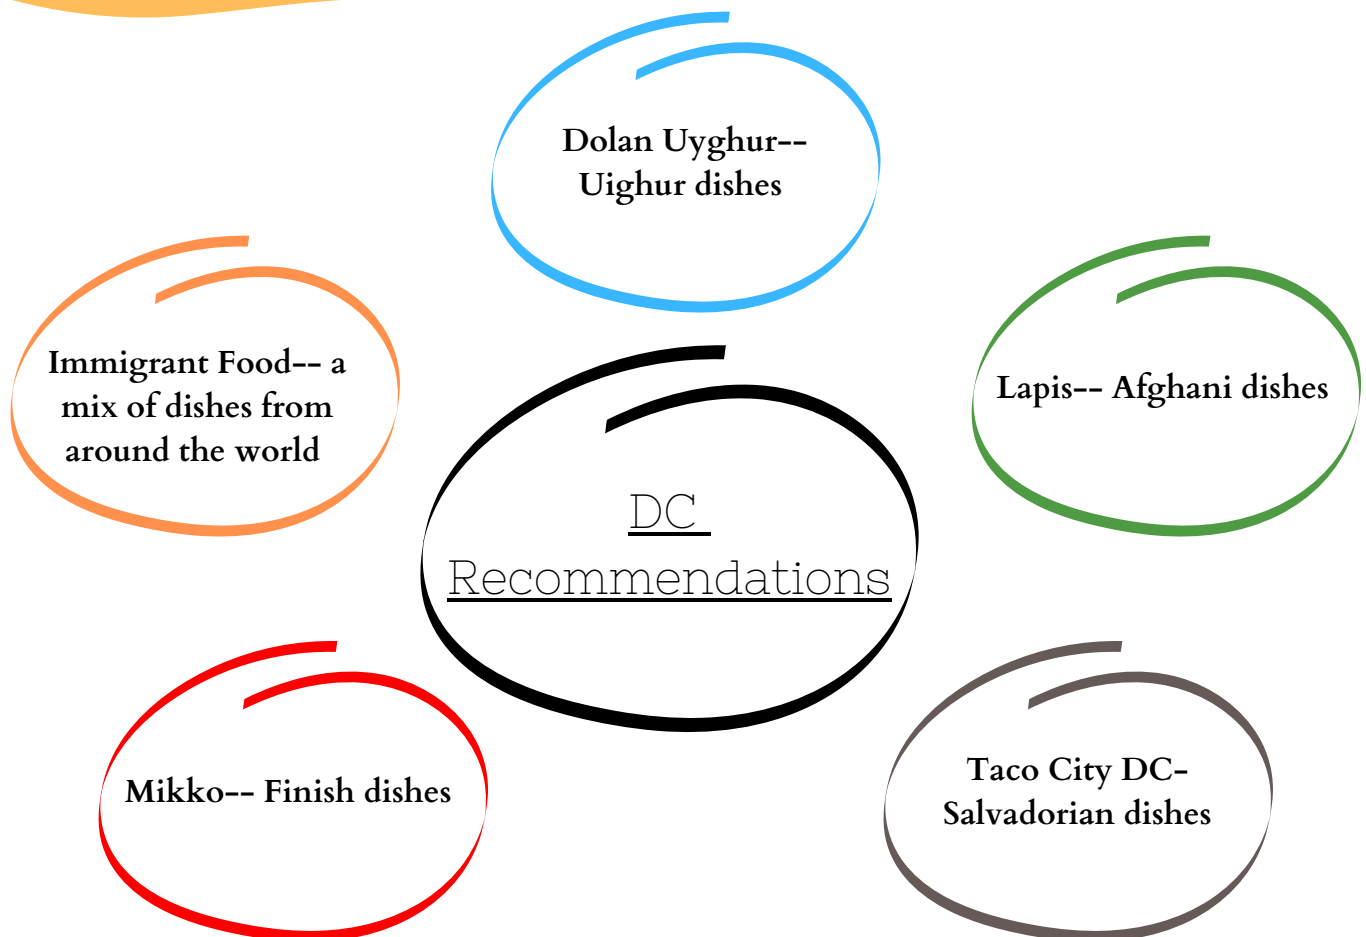 Dolan Uyghur--
Uighur dishes
Immigrant Food-- a
mix of dishes from
around the world
Lapis-- Afghani dishes
DC
Recommendations
Mikko-- Finish dishes
Taco City DC-
Salvadorian dishes